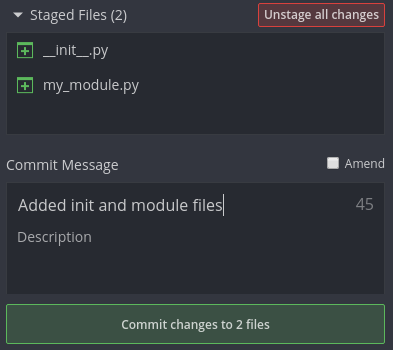 Staged Files (2)
Unstage all changes
__init__.py
my_module.py
Commit Message
Amend
Added init and module files
45
Description
Commit changes to 2 files